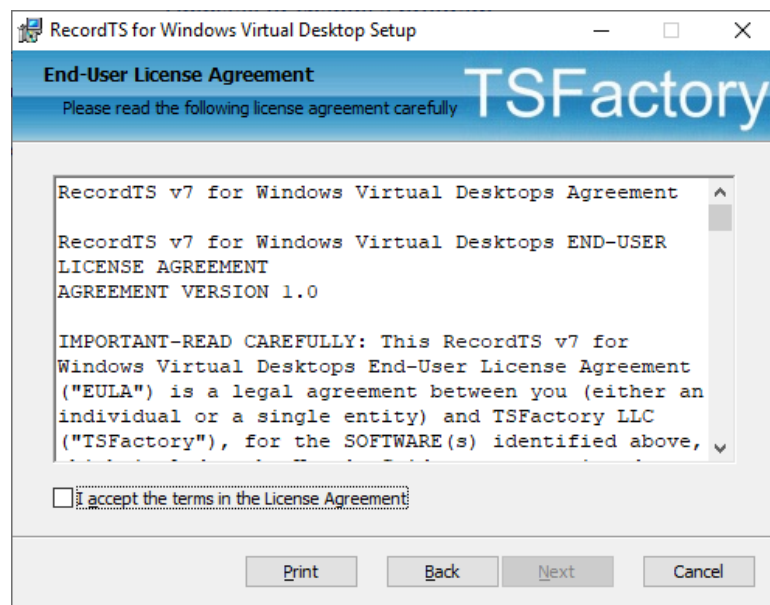 RecordTS for Windows Virtual Desktop Setup
End-User License Agreement
Please read the following license agreement carefully
TSFactory
RecordTS v7 for Windows Virtual Desktops Agreement
RecordTS v7 for Windows Virtual Desktops END-USER
LICENSE AGREEMENT
AGREEMENT VERSION 1.0
IMPORTANT-READ CAREFULLY: This RecordTS v7 for
Windows Virtual Desktops End-User License Agreement
("EULA") is a legal agreement between you (either an
individual or a single entity) and TSFactory LLC
("TSFactory"), for the SOFTWARE(s) identified above,
I accept the terms in the License Agreement
Print
Back
Next
Cancel